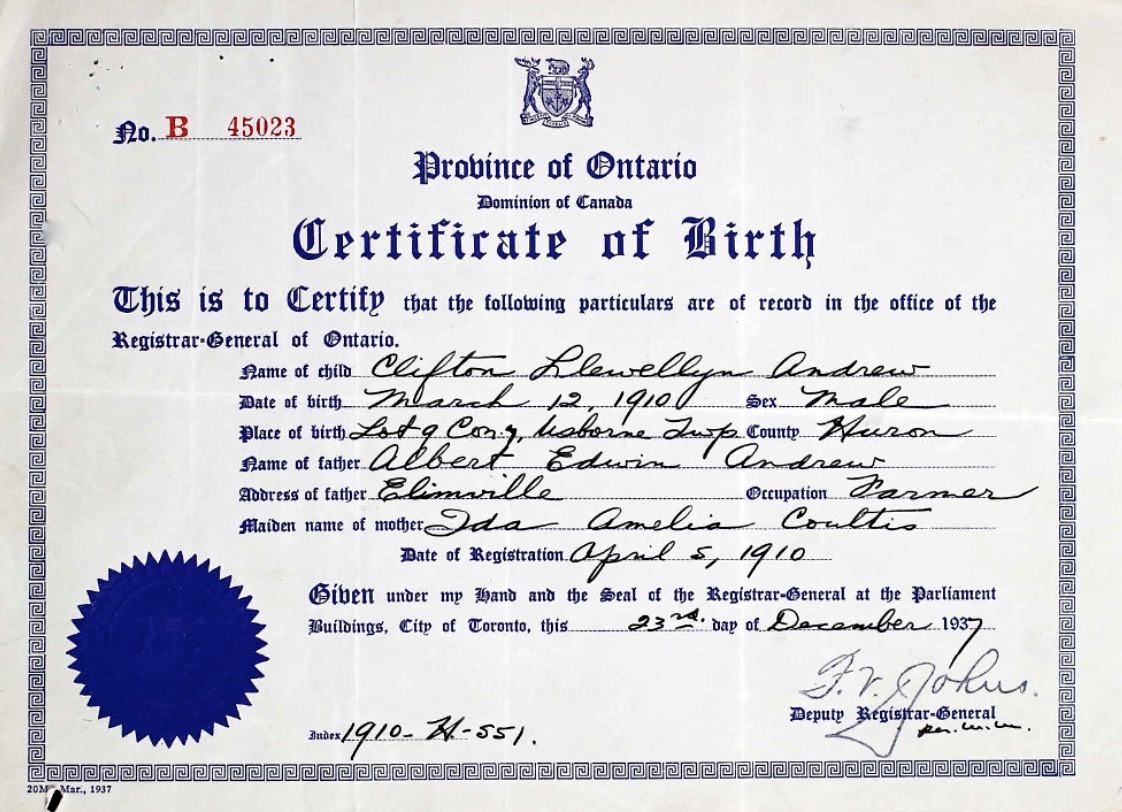 No. B 45023
Province of Ontario
Dominion of Canada
Certificate of Birth
This is to Certify that the following particulars are of record in the office of the
Registrar-General of Ontario.
Name of child Clifton Llewellyn Andrew
Date of birth March 12, 1910 Sex Male
Place of birth Lot 9 Con. 7, Usborne Twp. County Huron
Name of father Albert Edwin Andrew
Address of father Elimville Occupation Farmer
Maiden name of mother Ida Amelia Coultis
Date of Registration April 5, 1910
Given under my Hand and the Seal of the Registrar-General at the Parliament
Buildings, City of Toronto, this 23rd. day of December 1937
F. V. Johns.
Deputy Registrar-General
Index 1910-H-551.
20M Mar., 1937